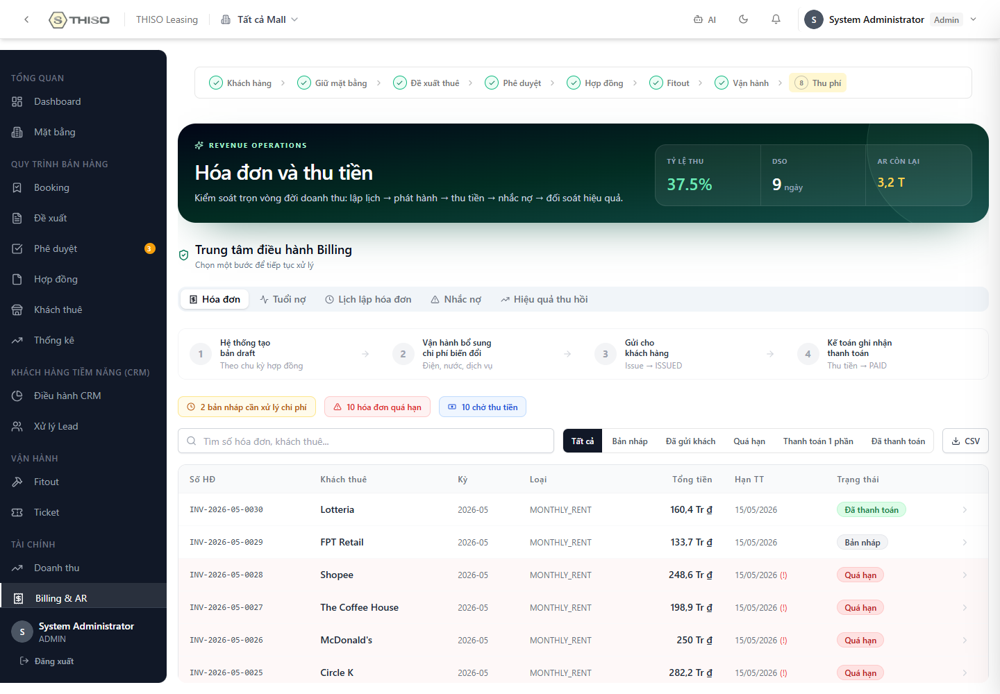 THISO
THISO Leasing
Tất cả Mall
AI
S
System Administrator
Admin
TỔNG QUAN
Dashboard
Mặt bằng
QUY TRÌNH BÁN HÀNG
Booking
Đề xuất
Phê duyệt
3
Hợp đồng
Khách thuê
Thống kê
KHÁCH HÀNG TIỀM NĂNG (CRM)
Điều hành CRM
Xử lý Lead
VẬN HÀNH
Fitout
Ticket
TÀI CHÍNH
Doanh thu
Billing & AR
S
System Administrator
ADMIN
Đăng xuất
Khách hàng
Giữ mặt bằng
Đề xuất thuê
Phê duyệt
Hợp đồng
Fitout
Vận hành
8 Thu phí
REVENUE OPERATIONS
Hóa đơn và thu tiền
Kiểm soát trọn vòng đời doanh thu: lập lịch → phát hành → thu tiền → nhắc nợ → đối soát hiệu quả.
TỶ LỆ THU
37.5%
DSO
9 ngày
AR CÒN LẠI
3,2 T
Trung tâm điều hành Billing
Chọn một bước để tiếp tục xử lý
Hóa đơn
Tuổi nợ
Lịch lập hóa đơn
Nhắc nợ
Hiệu quả thu hồi
1
Hệ thống tạo
bản draft
Theo chu kỳ hợp đồng
2
Vận hành bổ sung
chi phí biến đổi
Điện, nước, dịch vụ
3
Gửi cho
khách hàng
Issue → ISSUED
4
Kế toán ghi nhận
thanh toán
Thu tiền → PAID
2 bản nháp cần xử lý chi phí
10 hóa đơn quá hạn
10 chờ thu tiền
Tìm số hóa đơn, khách thuê...
Tất cả
Bản nháp
Đã gửi khách
Quá hạn
Thanh toán 1 phần
Đã thanh toán
CSV
Số HĐ Khách thuê Kỳ Loại Tổng tiền Hạn TT Trạng thái
INV-2026-05-0030 Lotteria 2026-05 MONTHLY_RENT 160,4 Tr ₫ 15/05/2026 Đã thanh toán
INV-2026-05-0029 FPT Retail 2026-05 MONTHLY_RENT 133,7 Tr ₫ 15/05/2026 Bản nháp
INV-2026-05-0028 Shopee 2026-05 MONTHLY_RENT 248,6 Tr ₫ 15/05/2026 (!) Quá hạn
INV-2026-05-0027 The Coffee House 2026-05 MONTHLY_RENT 198,9 Tr ₫ 15/05/2026 (!) Quá hạn
INV-2026-05-0026 McDonald's 2026-05 MONTHLY_RENT 250 Tr ₫ 15/05/2026 (!) Quá hạn
INV-2026-05-0025 Circle K 2026-05 MONTHLY_RENT 282,2 Tr ₫ 15/05/2026 (!) Quá hạn